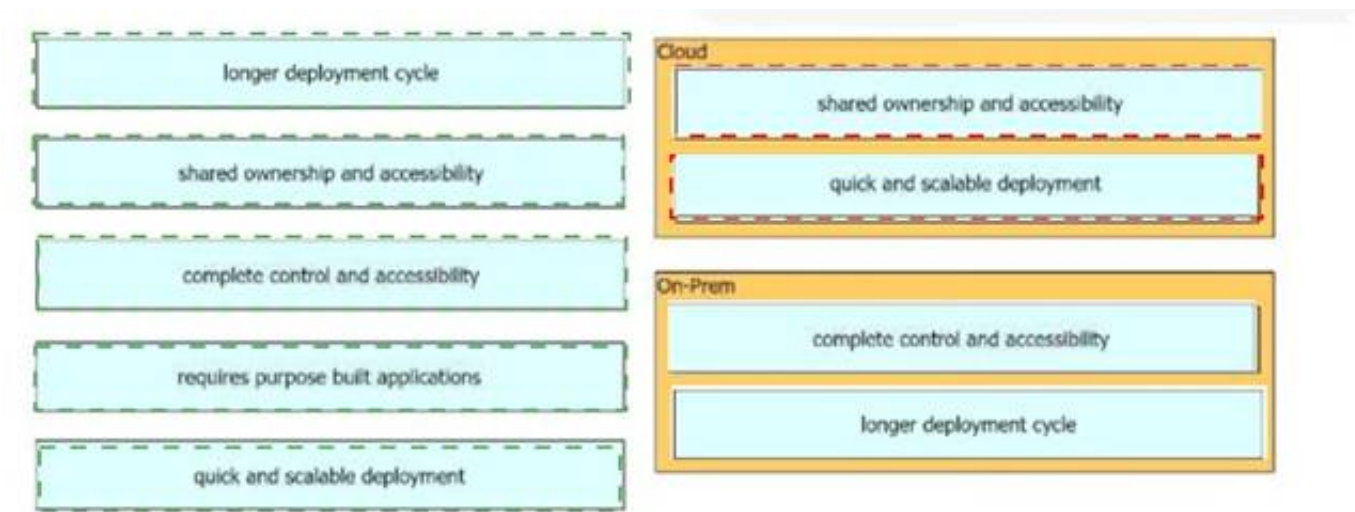 longer deployment cycle
shared ownership and accessibility
complete control and accessibility
requires purpose built applications
quick and scalable deployment
Cloud
shared ownership and accessibility
quick and scalable deployment
On-Prem
complete control and accessibility
longer deployment cycle